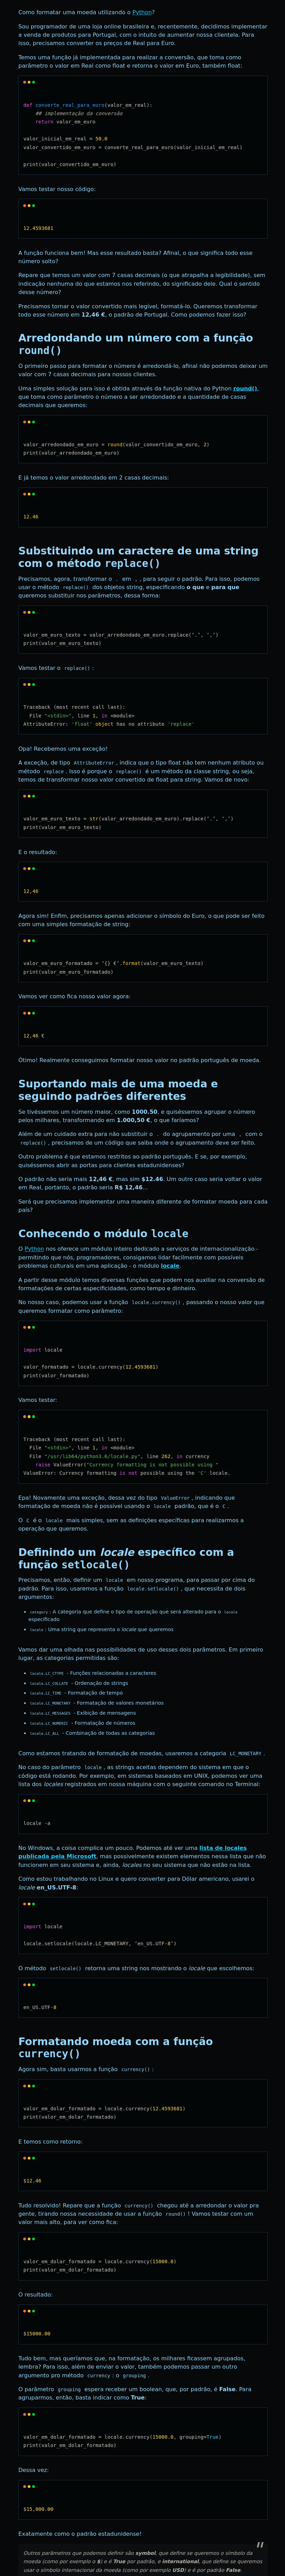 Como formatar uma moeda utilizando o Python?
Sou programador de uma loja online brasileira e, recentemente, decidimos implementar
a venda de produtos para Portugal, com o intuito de aumentar nossa clientela. Para
isso, precisamos converter os preços de Real para Euro.
Temos uma função já implementada para realizar a conversão, que toma como
parâmetro o valor em Real como float e retorna o valor em Euro, também float:
def converte_real_para_euro(valor_em_real):
## implementação da conversão
return valor_em_euro
valor_inicial_em_real = 50.0
valor_convertido_em_euro = converte_real_para_euro(valor_inicial_em_real)
print(valor_convertido_em_euro)
Vamos testar nosso código:
12.4593681
A função funciona bem! Mas esse resultado basta? Afinal, o que significa todo esse
número solto?
Repare que temos um valor com 7 casas decimais (o que atrapalha a legibilidade), sem
indicação nenhuma do que estamos nos referindo, do significado dele. Qual o sentido
desse número?
Precisamos tornar o valor convertido mais legível, formatá-lo. Queremos transformar
todo esse número em 12,46 €, o padrão de Portugal. Como podemos fazer isso?
Arredondando um número com a função
round()
O primeiro passo para formatar o número é arredondá-lo, afinal não podemos deixar um
valor com 7 casas decimais para nossos clientes.
Uma simples solução para isso é obtida através da função nativa do Python round(),
que toma como parâmetro o número a ser arredondado e a quantidade de casas
decimais que queremos:
valor_arredondado_em_euro = round(valor_convertido_em_euro, 2)
print(valor_arredondado_em_euro)
E já temos o valor arredondado em 2 casas decimais:
12.46
Substituindo um caractere de uma string
com o método replace()
Precisamos, agora, transformar o . em , , para seguir o padrão. Para isso, podemos
usar o método replace() dos objetos string, especificando o que e para que
queremos substituir nos parâmetros, dessa forma:
valor_em_euro_texto = valor_arredondado_em_euro.replace(".", ",")
print(valor_em_euro_texto)
Vamos testar o replace() :
Traceback (most recent call last):
File "<stdin>", line 1, in <module>
AttributeError: 'float' object has no attribute 'replace'
Opa! Recebemos uma exceção!
A exceção, de tipo AttributeError , indica que o tipo float não tem nenhum atributo ou
método replace . Isso é porque o replace() é um método da classe string, ou seja,
temos de transformar nosso valor convertido de float para string. Vamos de novo:
valor_em_euro_texto = str(valor_arredondado_em_euro).replace(".", ",")
print(valor_em_euro_texto)
E o resultado:
12,46
Agora sim! Enfim, precisamos apenas adicionar o símbolo do Euro, o que pode ser feito
com uma simples formatação de string:
valor_em_euro_formatado = "{} €".format(valor_em_euro_texto)
print(valor_em_euro_formatado)
Vamos ver como fica nosso valor agora:
12,46 €
Ótimo! Realmente conseguimos formatar nosso valor no padrão português de moeda.
Suportando mais de uma moeda e
seguindo padrões diferentes
Se tivéssemos um número maior, como 1000.50, e quiséssemos agrupar o número
pelos milhares, transformando em 1.000,50 €, o que faríamos?
Além de um cuidado extra para não substituir o . do agrupamento por uma , com o
replace() , precisamos de um código que saiba onde o agrupamento deve ser feito.
Outro problema é que estamos restritos ao padrão português. E se, por exemplo,
quiséssemos abrir as portas para clientes estadunidenses?
O padrão não seria mais 12,46 €, mas sim $12.46. Um outro caso seria voltar o valor
em Real, portanto, o padrão seria R$ 12,46...
Será que precisamos implementar uma maneira diferente de formatar moeda para cada
país?
Conhecendo o módulo locale
O Python nos oferece um módulo inteiro dedicado a serviços de internacionalização -
permitindo que nós, programadores, consigamos lidar facilmente com possíveis
problemas culturais em uma aplicação - o módulo locale.
A partir desse módulo temos diversas funções que podem nos auxiliar na conversão de
formatações de certas especificidades, como tempo e dinheiro.
No nosso caso, podemos usar a função locale.currency() , passando o nosso valor que
queremos formatar como parâmetro:
import locale
valor_formatado = locale.currency(12.4593681)
print(valor_formatado)
Vamos testar:
Traceback (most recent call last):
File "<stdin>", line 1, in <module>
File "/usr/lib64/python3.6/locale.py", line 262, in currency
raise ValueError("Currency formatting is not possible using "
ValueError: Currency formatting is not possible using the 'C' locale.
Epa! Novamente uma exceção, dessa vez do tipo ValueError , indicando que
formatação de moeda não é possível usando o locale padrão, que é o C .
O C é o locale mais simples, sem as definições específicas para realizarmos a
operação que queremos.
Definindo um locale específico com a
função setlocale()
Precisamos, então, definir um locale em nosso programa, para passar por cima do
padrão. Para isso, usaremos a função locale.setlocale() , que necessita de dois
argumentos:
category : A categoria que define o tipo de operação que será alterado para o locale
especificado
locale : Uma string que representa o locale que queremos
Vamos dar uma olhada nas possibilidades de uso desses dois parâmetros. Em primeiro
lugar, as categorias permitidas são:
locale.LC_CTYPE - Funções relacionadas a caracteres
locale.LC_COLLATE - Ordenação de strings
locale.LC_TIME - Formatação de tempo
locale.LC_MONETARY - Formatação de valores monetários
locale.LC_MESSAGES - Exibição de mensagens
locale.LC_NUMERIC - Formatação de números
locale.LC_ALL - Combinação de todas as categorias
Como estamos tratando de formatação de moedas, usaremos a categoria LC_MONETARY .
No caso do parâmetro locale , as strings aceitas dependem do sistema em que o
código está rodando. Por exemplo, em sistemas baseados em UNIX, podemos ver uma
lista dos locales registrados em nossa máquina com o seguinte comando no Terminal:
locale -a
No Windows, a coisa complica um pouco. Podemos até ver uma lista de locales
publicada pela Microsoft, mas possivelmente existem elementos nessa lista que não
funcionem em seu sistema e, ainda, locales no seu sistema que não estão na lista.
Como estou trabalhando no Linux e quero converter para Dólar americano, usarei o
locale en_US.UTF-8:
import locale
locale.setlocale(locale.LC_MONETARY, "en_US.UTF-8")
O método setlocale() retorna uma string nos mostrando o locale que escolhemos:
en_US.UTF-8
Formatando moeda com a função
currency()
Agora sim, basta usarmos a função currency() :
valor_em_dolar_formatado = locale.currency(12.4593681)
print(valor_em_dolar_formatado)
E temos como retorno:
$12.46
Tudo resolvido! Repare que a função currency() chegou até a arredondar o valor pra
gente, tirando nossa necessidade de usar a função round() ! Vamos testar com um
valor mais alto, para ver como fica:
valor_em_dolar_formatado = locale.currency(15000.0)
print(valor_em_dolar_formatado)
O resultado:
$15000.00
Tudo bem, mas queríamos que, na formatação, os milhares ficassem agrupados,
lembra? Para isso, além de enviar o valor, também podemos passar um outro
argumento pro método currency : o grouping .
O parâmetro grouping espera receber um boolean, que, por padrão, é False. Para
agruparmos, então, basta indicar como True:
valor_em_dolar_formatado = locale.currency(15000.0, grouping=True)
print(valor_em_dolar_formatado)
Dessa vez:
$15,000.00
Exatamente como o padrão estadunidense!
Outros parâmetros que podemos definir são symbol, que define se queremos o símbolo
da moeda (como por exemplo o $) e é True por padrão, e international, que define se queremos
usar o símbolo internacional da moeda (como por exemplo USD) e é por padrão False.